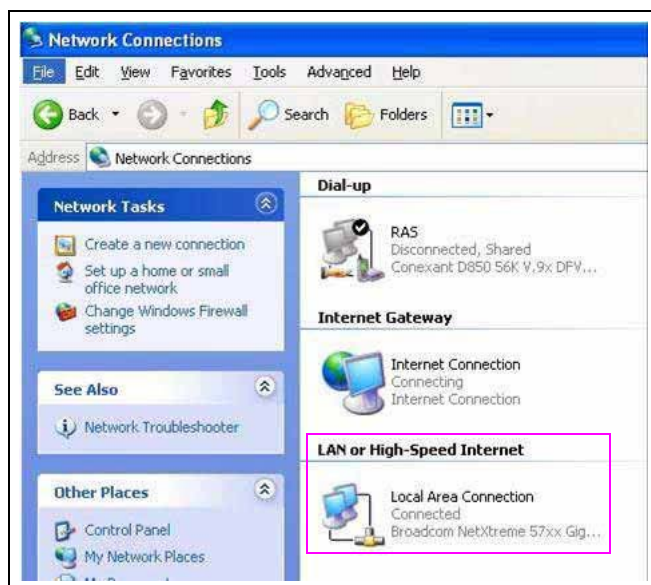 Network Connections
File Edit View Favorites Tools Advanced Help
Back Search Folders
Address Network Connections
Network Tasks
Create a new connection
Set up a home or small
office network
Change Windows Firewall
settings
See Also
Network Troubleshooter
Other Places
Control Panel
My Network Places
Dial-up
RAS
Disconnected, Shared
Conexant D850 56K V.9x DFV...
Internet Gateway
Internet Connection
Connecting
Internet Connection
LAN or High-Speed Internet
Local Area Connection
Connected
Broadcom NetXtreme 57xx Gig...